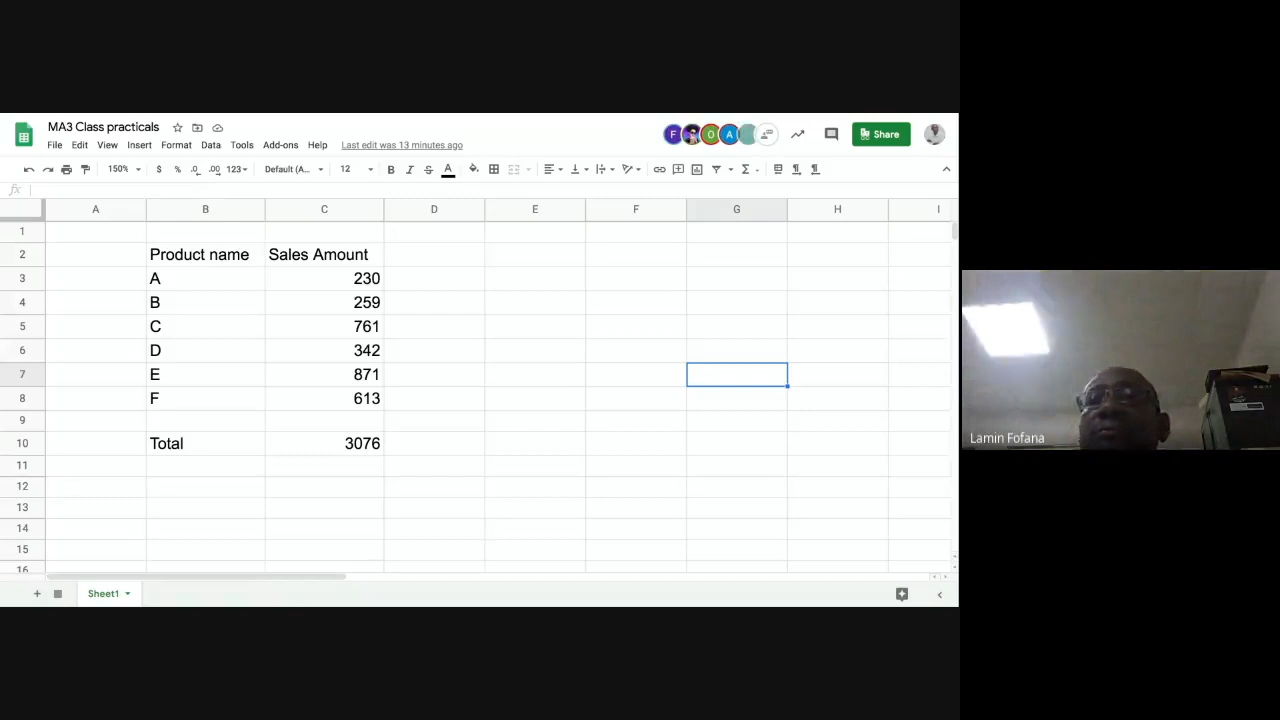 MA3 Class practicals
F O A Share
File Edit View Insert Format Data Tools Add-ons Help Last edit was 13 minutes ago
150% $ % .0 .00 123 Default (A... 12 B I S A
fx
A B C D E F G H I
1
2 Product name Sales Amount
3 A 230
4 B 259
5 C 761
6 D 342
7 E 871
8 F 613
9
10 Total 3076
11
12
13
14
15
16
Sheet1
Lamin Fofana